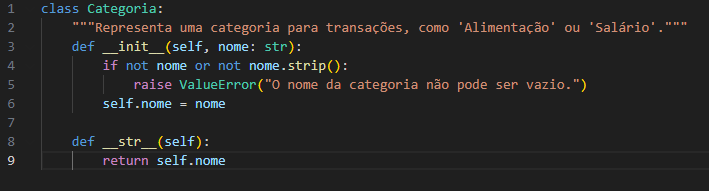 1 class Categoria:
2     """Representa uma categoria para transações, como 'Alimentação' ou 'Salário'."""
3     def __init__(self, nome: str):
4         if not nome or not nome.strip():
5             raise ValueError("O nome da categoria não pode ser vazio.")
6         self.nome = nome
7
8     def __str__(self):
9         return self.nome